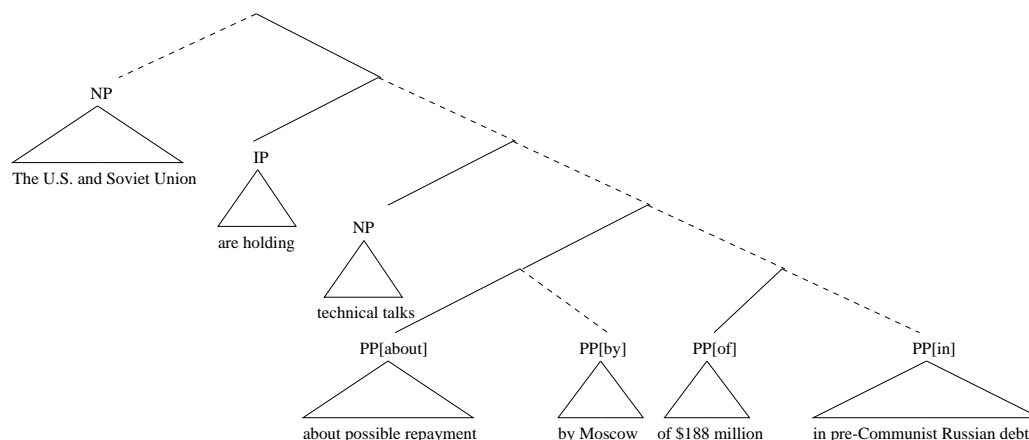 NP
The U.S. and Soviet Union
IP
are holding
NP
technical talks
PP[about]
PP[by]
PP[of]
PP[in]
about possible repayment
by Moscow
of $188 million
in pre-Communist Russian debt